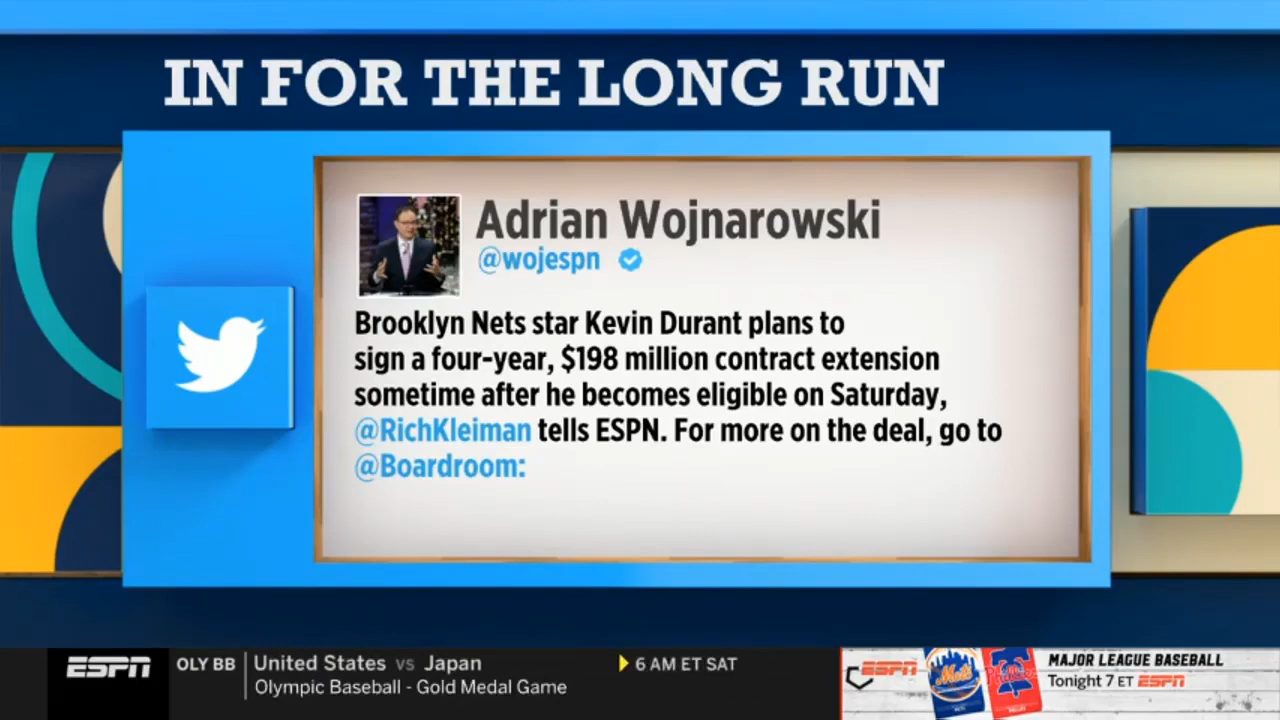 IN FOR THE LONG RUN
Adrian Wojnarowski
@wojespn
Brooklyn Nets star Kevin Durant plans to
sign a four-year, $198 million contract extension
sometime after he becomes eligible on Saturday,
@RichKleiman tells ESPN. For more on the deal, go to
@Boardroom:
ESPN
OLY BB
United States vs Japan
6 AM ET SAT
Olympic Baseball - Gold Medal Game
ESPN
Mets
Phillies
METS
PHILLIES
MAJOR LEAGUE BASEBALL
Tonight 7 ET ESPN